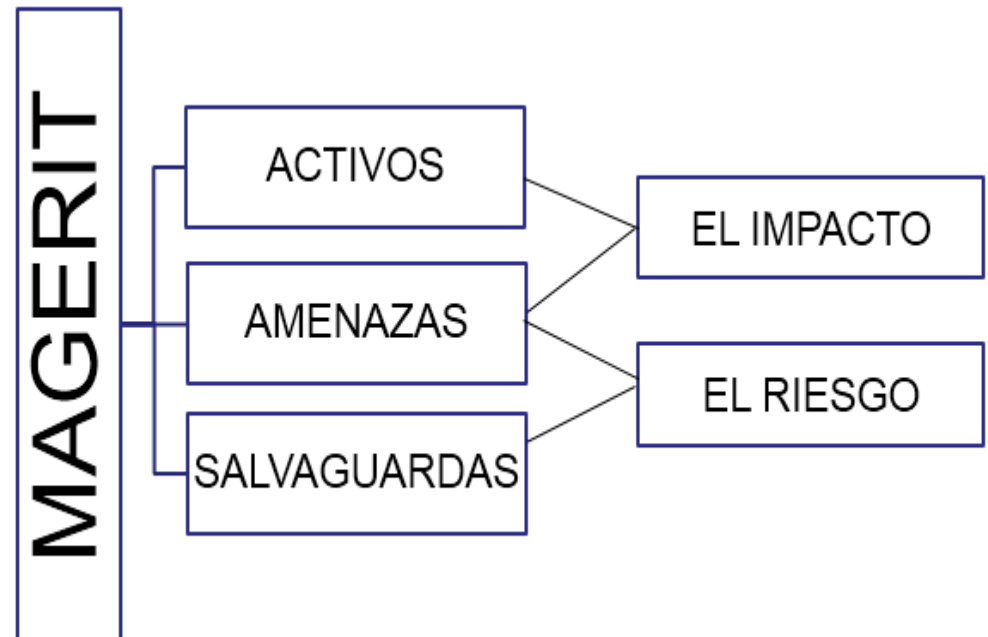 MAGERIT
ACTIVOS
AMENAZAS
SALVAGUARDAS
EL IMPACTO
EL RIESGO